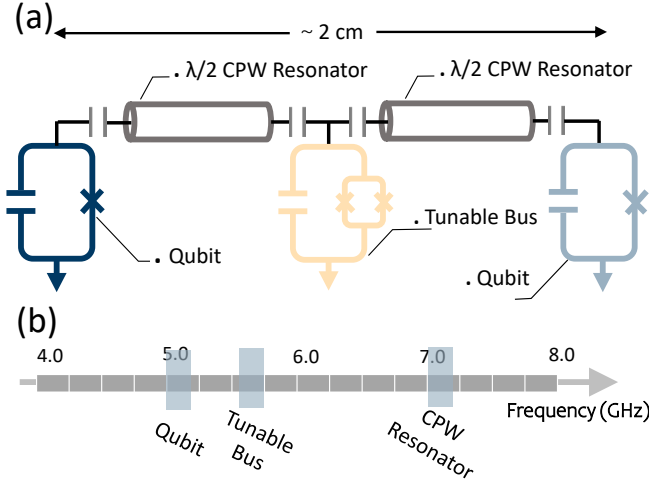 (a)
~ 2 cm
. λ/2 CPW Resonator
. λ/2 CPW Resonator
. Tunable Bus
. Qubit
. Qubit
(b)
4.0 5.0 6.0 7.0 8.0
Frequency (GHz)
Qubit
Tunable
Bus
CPW
Resonator